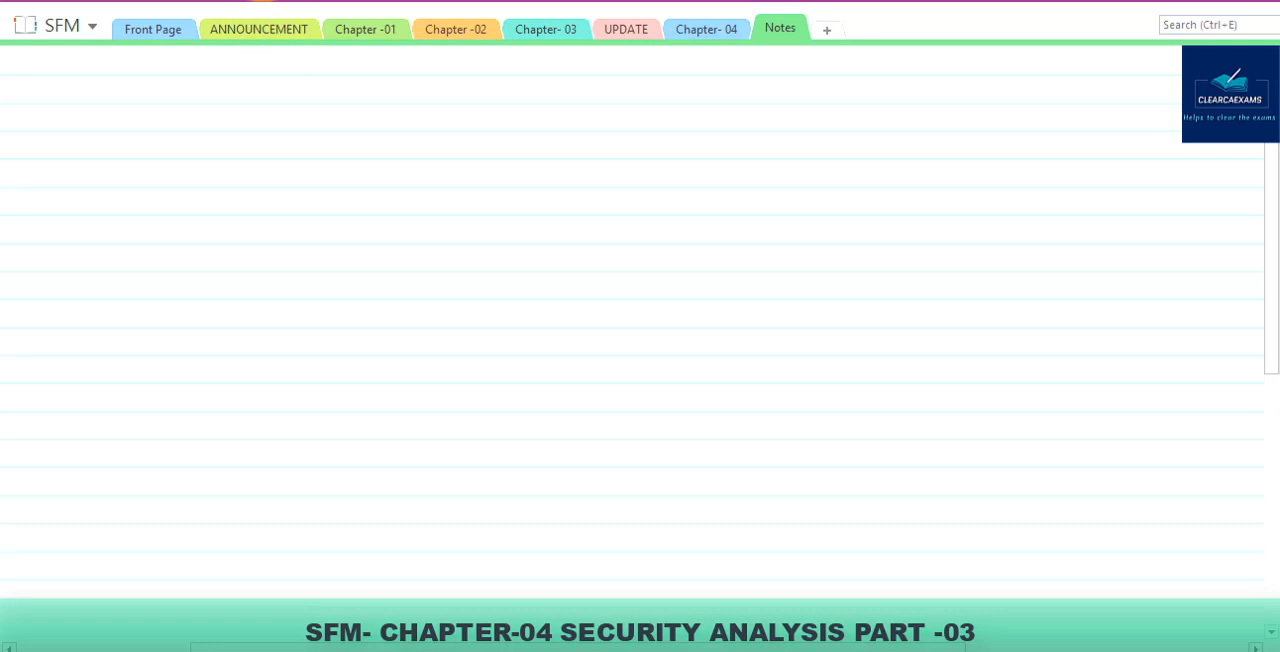 SFM
Front Page
ANNOUNCEMENT
Chapter -01
Chapter -02
Chapter- 03
UPDATE
Chapter- 04
Notes
+
Search (Ctrl+E)
CLEARCAEXAMS
Helps to clear the exams
SFM- CHAPTER-04 SECURITY ANALYSIS PART -03